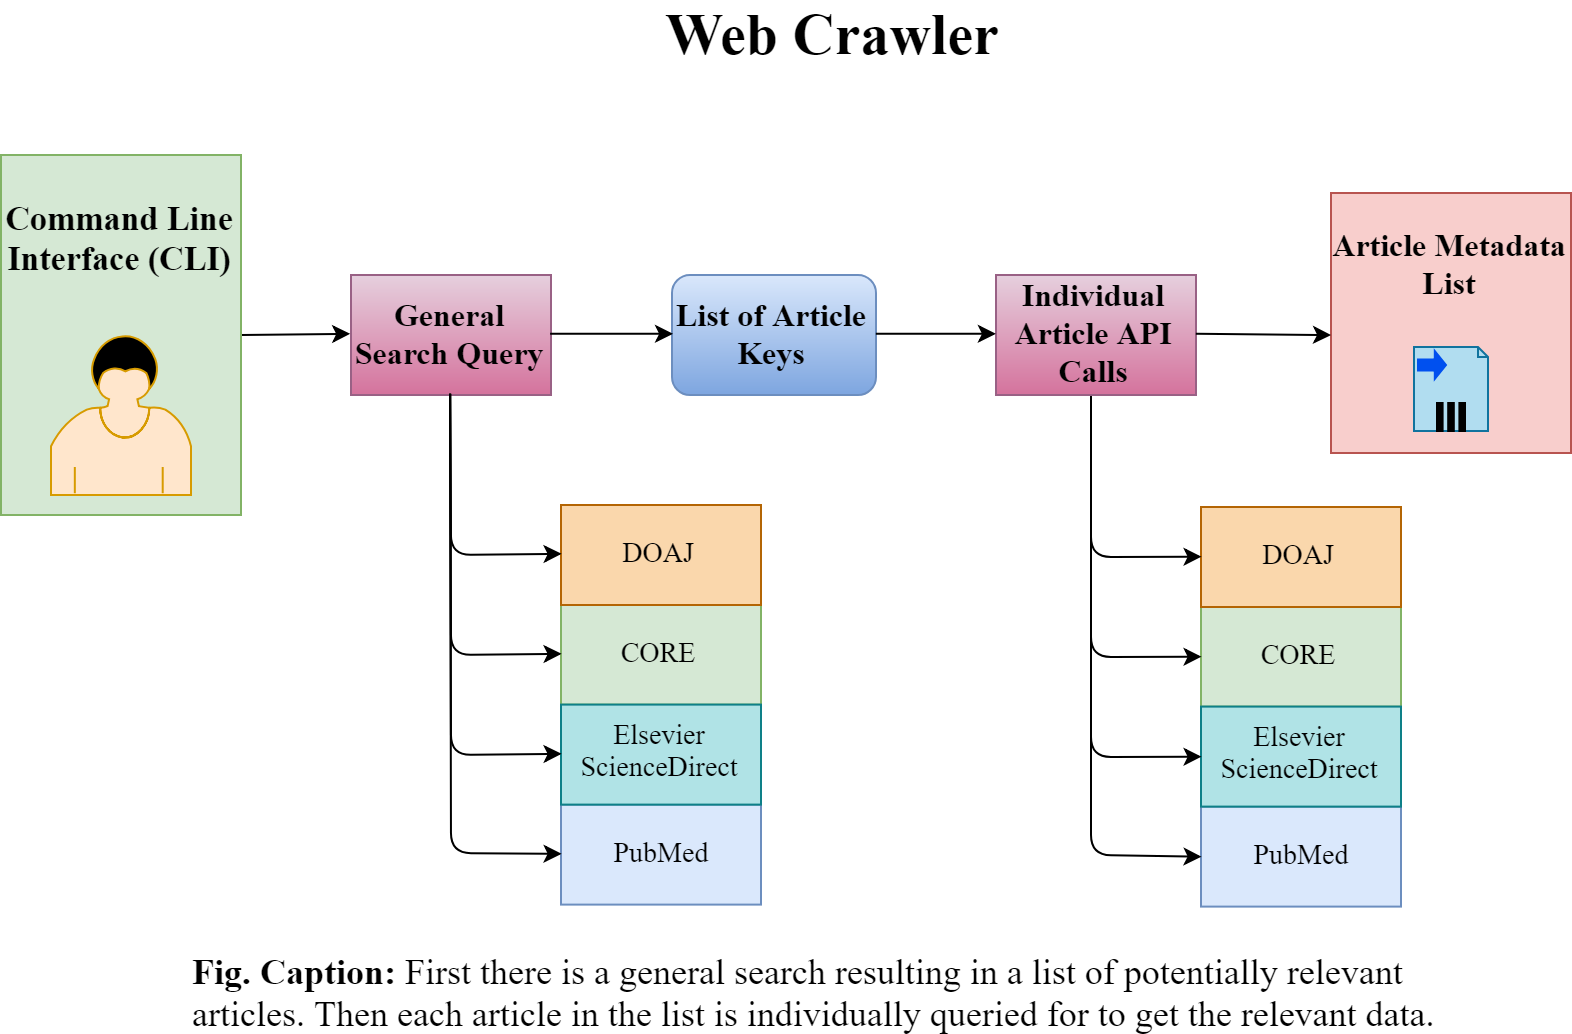 Web Crawler
Command Line
Interface (CLI)
General
Search Query
List of Article
Keys
Individual
Article API
Calls
Article Metadata
List
DOAJ
CORE
Elsevier
ScienceDirect
PubMed
DOAJ
CORE
Elsevier
ScienceDirect
PubMed
Fig. Caption: First there is a general search resulting in a list of potentially relevant
articles. Then each article in the list is individually queried for to get the relevant data.